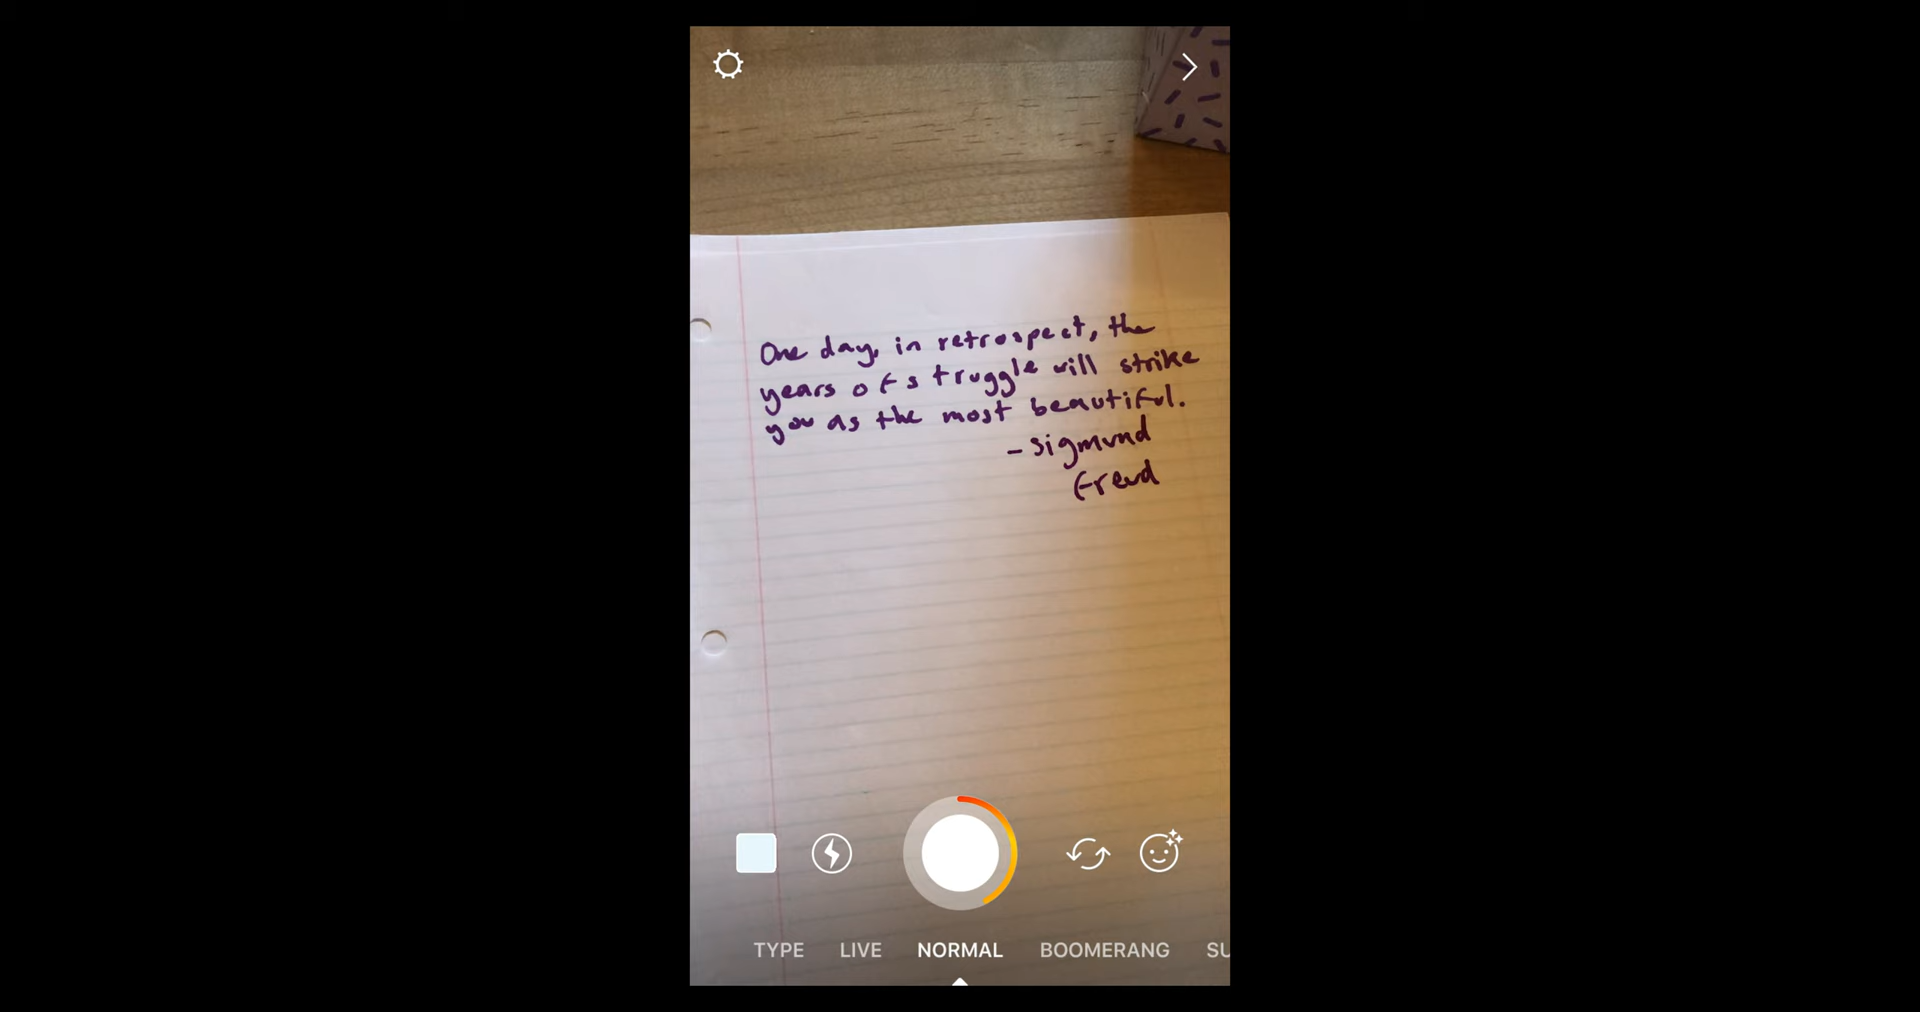 One day, in retrospect, the
years of struggle will strike
you as the most beautiful.
- Sigmund
Freud
TYPE LIVE NORMAL BOOMERANG SU